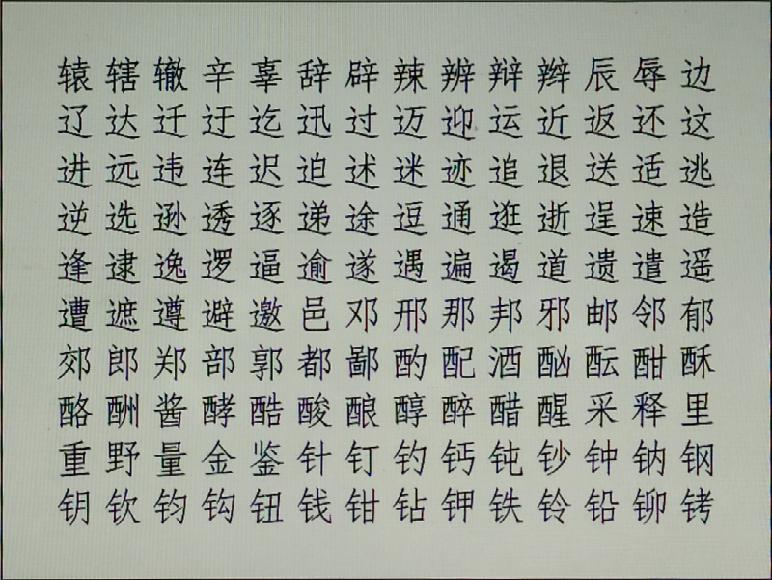 辕辖辙辛辜辞辟辣辨辩辫辰辱边
辽达迁迂迄迅过迈迎运近返还这
进远违连迟迫述迷迹追退送适逃
逆选逊透逐递途逗通逛逝逞速造
逢逮逸逻逼逾遂遇遍遏道遗遣遥
遭遮遵避邀邑邓邢那邦邪邮邻郁
郊郎郑部郭都鄙酌配酒酗酝酣酥
酪酬酱酵酷酸酿醇醉醋醒采释里
重野量金鉴针钉钓钙钝钞钟钠钢
钥钦钧钩钮钱钳钻钾铁铃铅铆铐